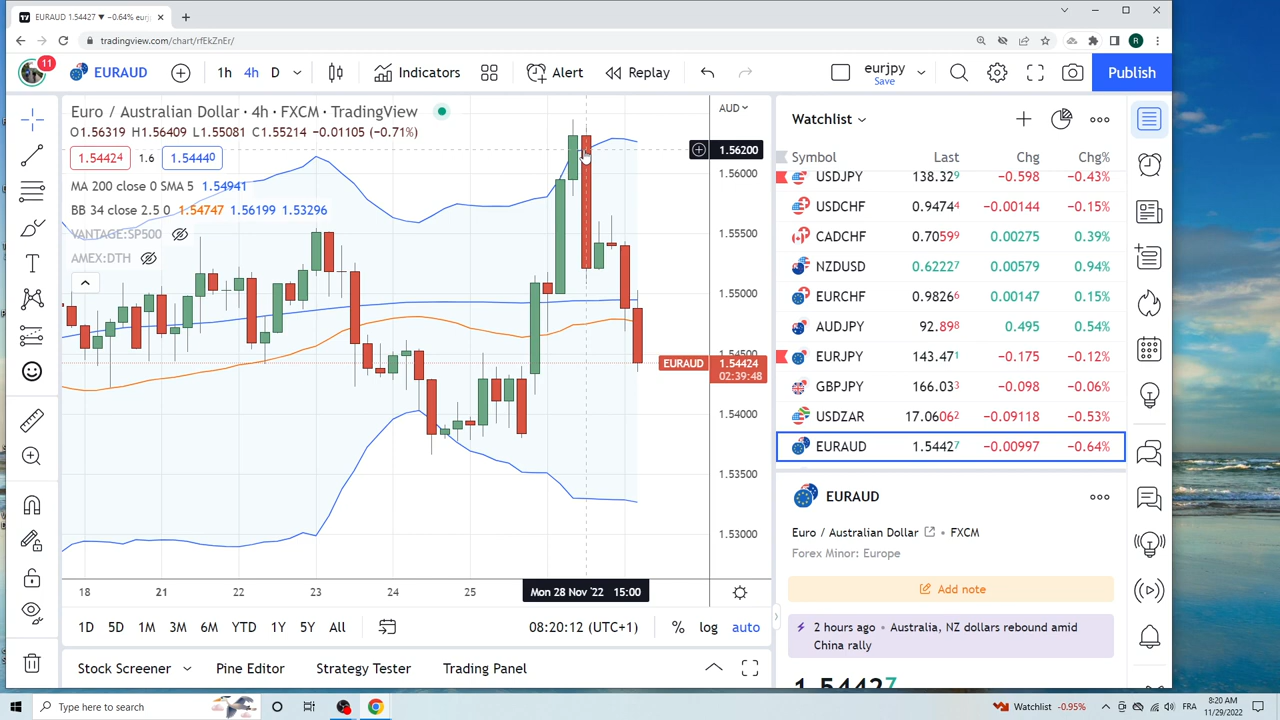 EURAUD 1.54427 ▼ −0.64% eurj
tradingview.com/chart/rfEkZnEr/
R
11
EURAUD
1h 4h D
Indicators
Alert
Replay
eurjpy
Save
Publish
Euro / Australian Dollar · 4h · FXCM · TradingView
O1.56319 H1.56409 L1.55081 C1.55214 −0.01105 (−0.71%)
1.54424 1.6 1.54440
MA 200 close 0 SMA 5 1.54941
BB 34 close 2.5 0 1.54747 1.56199 1.53296
VANTAGE:SP500
AMEX:DTH
AUD
1.56200
1.56000
1.55500
1.55000
1.54500
EURAUD 1.54424
02:39:48
1.54000
1.53500
1.53000
18 21 22 23 24 25
Mon 28 Nov '22 15:00
1D 5D 1M 3M 6M YTD 1Y 5Y All
08:20:12 (UTC+1)
% log auto
Stock Screener
Pine Editor
Strategy Tester
Trading Panel
Watchlist
Symbol Last Chg Chg%
USDJPY 138.329 −0.598 −0.43%
USDCHF 0.94744 −0.00144 −0.15%
CADCHF 0.70599 0.00275 0.39%
NZDUSD 0.62227 0.00579 0.94%
EURCHF 0.98266 0.00147 0.15%
AUDJPY 92.898 0.495 0.54%
EURJPY 143.471 −0.175 −0.12%
GBPJPY 166.033 −0.098 −0.06%
USDZAR 17.06062 −0.09118 −0.53%
EURAUD 1.54427 −0.00997 −0.64%
EURAUD
Euro / Australian Dollar • FXCM
Forex Minor: Europe
Add note
2 hours ago • Australia, NZ dollars rebound amid
China rally
1.54427
Type here to search
Watchlist −0.95%
FRA
8:20 AM
11/29/2022